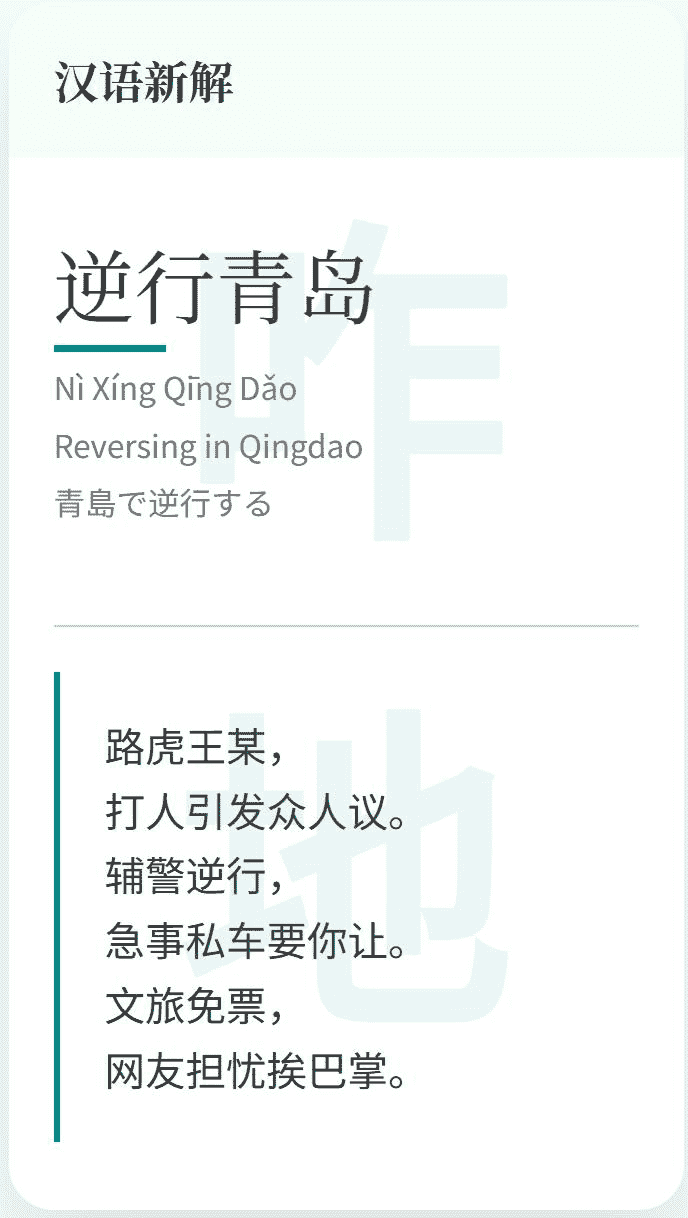 汉语新解
逆行青岛
Nì Xíng Qīng Dǎo
Reversing in Qingdao
青島で逆行する
咋
地
路虎王某，
打人引发众人议。
辅警逆行，
急事私车要你让。
文旅免票，
网友担忧挨巴掌。